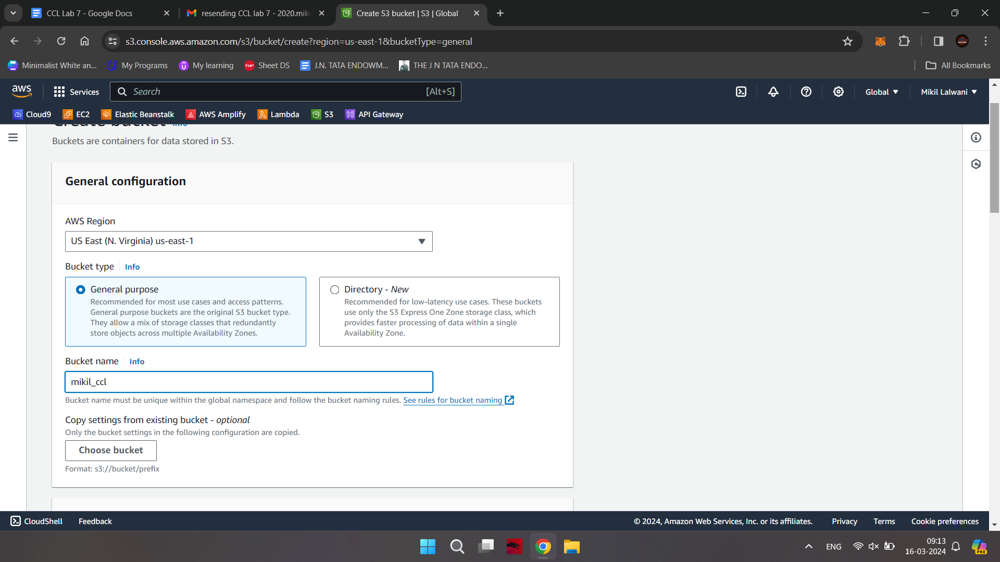 CCL Lab 7 - Google Docs
resending CCL lab 7 - 2020.mik
Create S3 bucket | S3 | Global
s3.console.aws.amazon.com/s3/bucket/create?region=us-east-1&bucketType=general
Minimalist White an...
My Programs
My learning
TUF
Sheet DS
J.N. TATA ENDOWM...
THE J N TATA ENDO...
All Bookmarks
aws
Services
Search
[Alt+S]
Global
Mikil Lalwani
Cloud9
EC2
Elastic Beanstalk
AWS Amplify
Lambda
S3
API Gateway
Create bucket Info
Buckets are containers for data stored in S3.
General configuration
AWS Region
US East (N. Virginia) us-east-1
Bucket type
Info
General purpose
Recommended for most use cases and access patterns.
General purpose buckets are the original S3 bucket type.
They allow a mix of storage classes that redundantly
store objects across multiple Availability Zones.
Directory - New
Recommended for low-latency use cases. These buckets
use only the S3 Express One Zone storage class, which
provides faster processing of data within a single
Availability Zone.
Bucket name
Info
mikil_ccl
Bucket name must be unique within the global namespace and follow the bucket naming rules. See rules for bucket naming
Copy settings from existing bucket - optional
Only the bucket settings in the following configuration are copied.
Choose bucket
Format: s3://bucket/prefix
CloudShell
Feedback
© 2024, Amazon Web Services, Inc. or its affiliates.
Privacy
Terms
Cookie preferences
ENG
09:13
16-03-2024
PRE